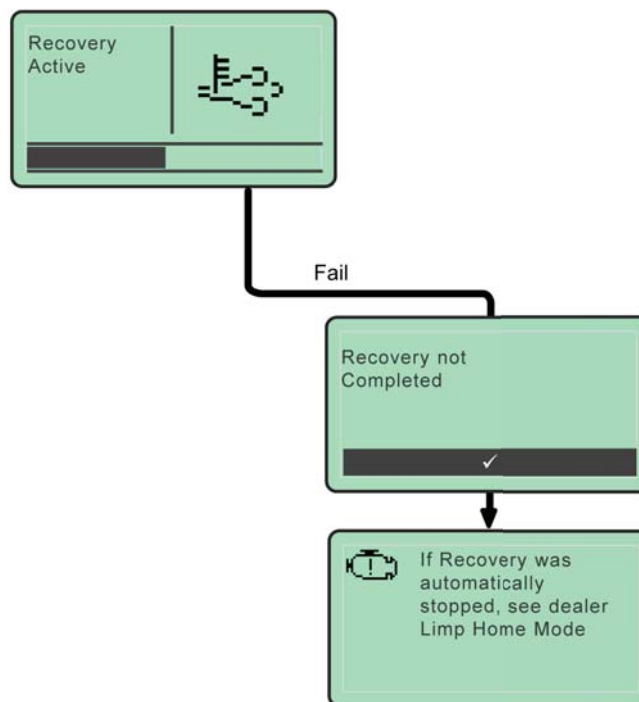 Recovery
Active
Fail
Recovery not
Completed
If Recovery was
automatically
stopped, see dealer
Limp Home Mode